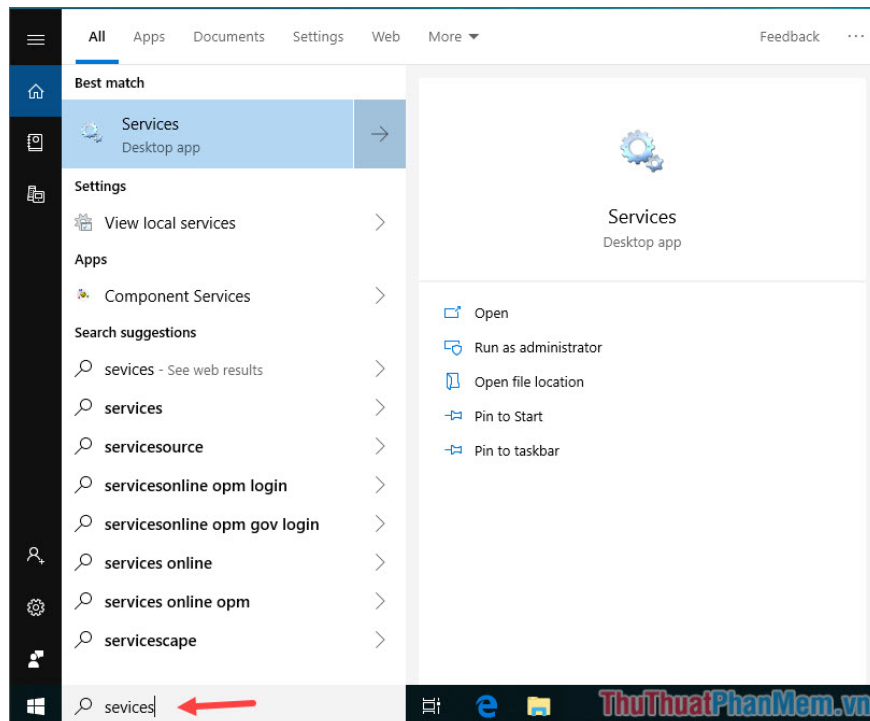 All Apps Documents Settings Web More Feedback ...
Best match
Services
Desktop app
Settings
View local services
Apps
Component Services
Search suggestions
sevices - See web results
services
servicesource
servicesonline opm login
servicesonline opm gov login
services online
services online opm
servicescape
Services
Desktop app
Open
Run as administrator
Open file location
Pin to Start
Pin to taskbar
sevices
ThuThuatPhanMem.vn